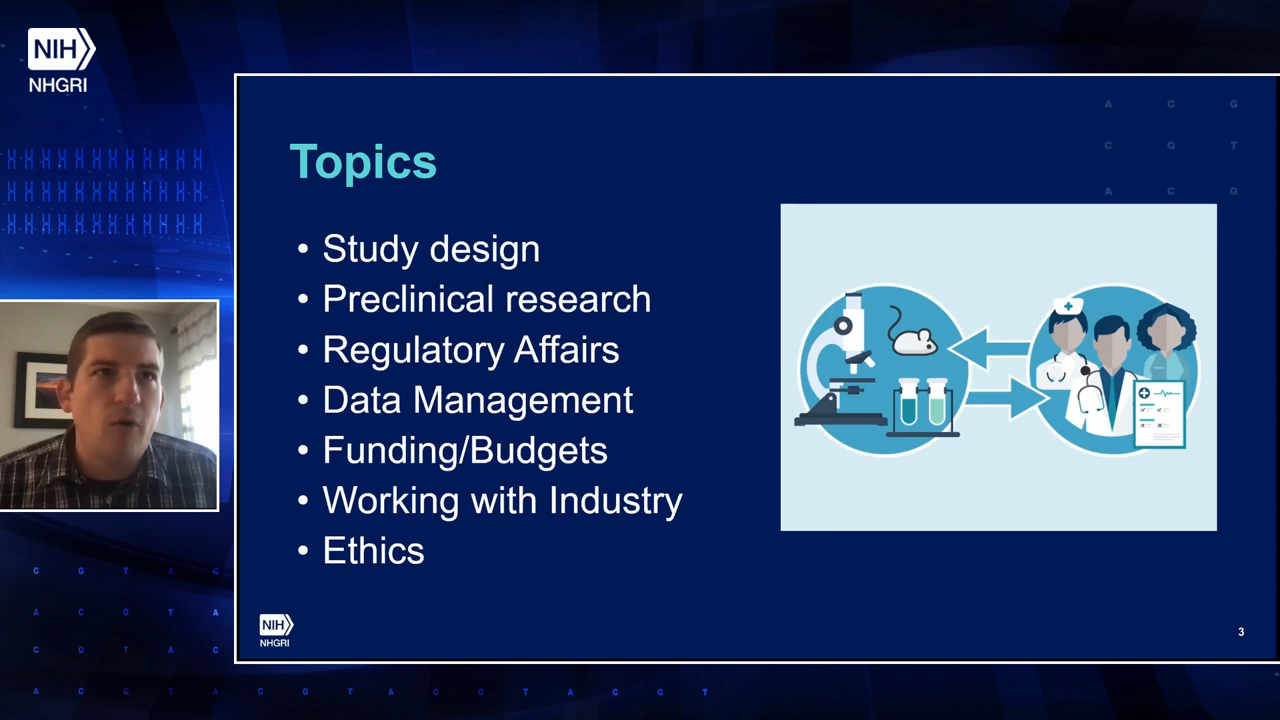 NIH
NHGRI
A C G
C G T
A C G
Topics
• Study design
• Preclinical research
• Regulatory Affairs
• Data Management
• Funding/Budgets
• Working with Industry
• Ethics
NIH
NHGRI
3
C G T A C
A C G T A
C G T A C
A C G T A C G T A C G T A C G T